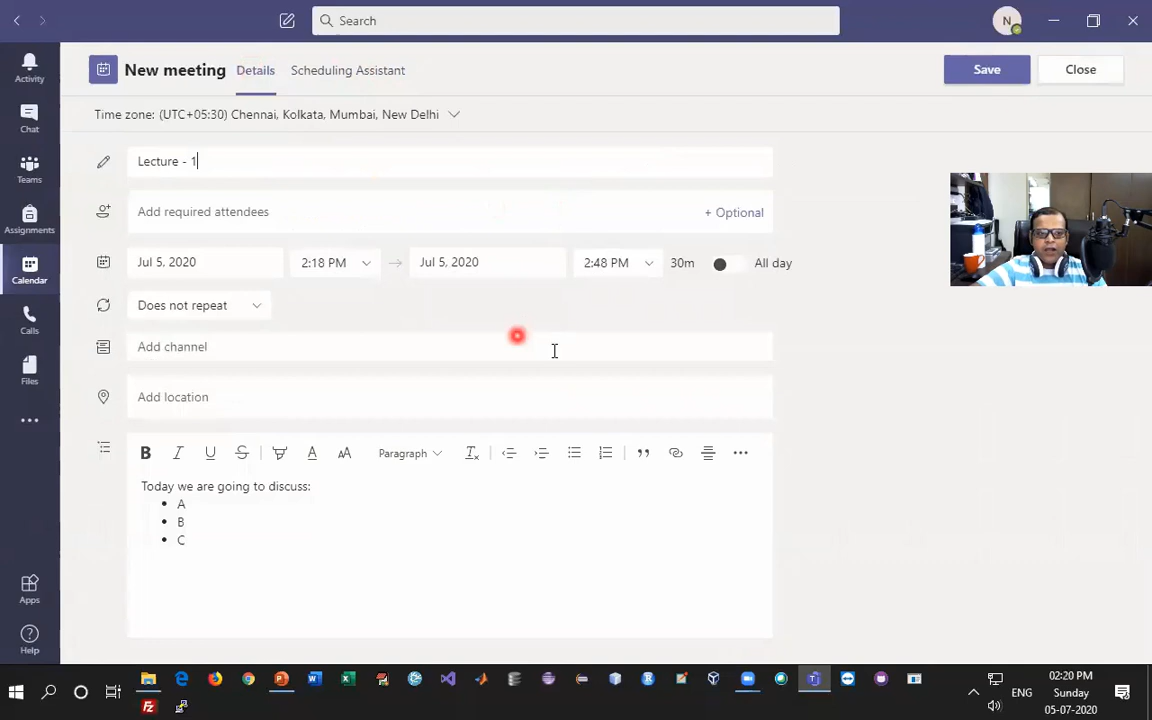 Search
N
Activity
Chat
Teams
Assignments
Calendar
Calls
Files
Apps
Help
New meeting Details Scheduling Assistant
Save Close
Time zone: (UTC+05:30) Chennai, Kolkata, Mumbai, New Delhi
Lecture - 1
Add required attendees + Optional
Jul 5, 2020 2:18 PM Jul 5, 2020 2:48 PM 30m All day
Does not repeat
Add channel
Add location
B I U S A AA Paragraph
Today we are going to discuss:
• A
• B
• C
ENG
02:20 PM
Sunday
05-07-2020